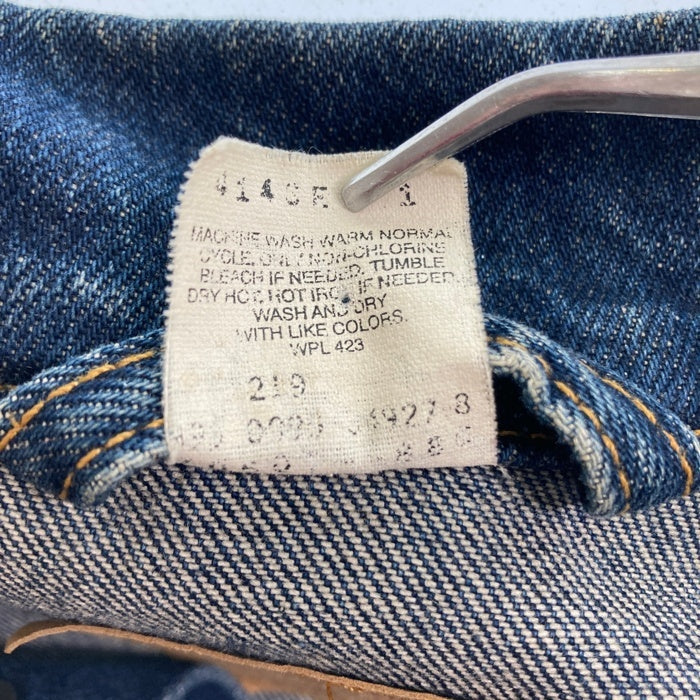 1
MACHINE WASH WARM NORMAL
CYCLE, ONLY NON-CHLORINE
BLEACH IF NEEDED, TUMBLE
DRY HOT, HOT IRON IF NEEDED.
WASH AND DRY
WITH LIKE COLORS.
WPL 423
219